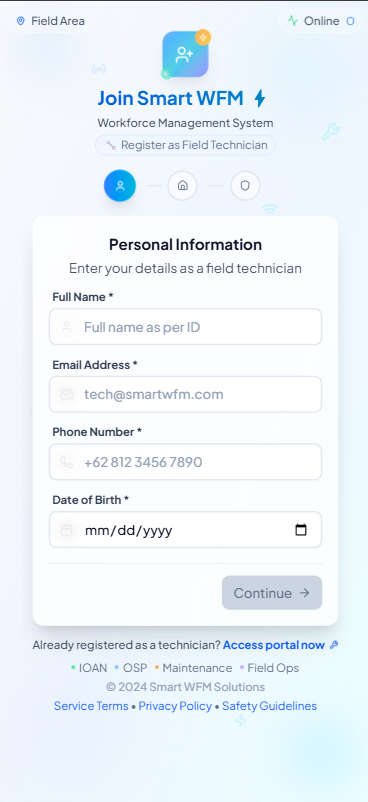 Field Area
Online
Join Smart WFM
Workforce Management System
Register as Field Technician
Personal Information
Enter your details as a field technician
Full Name *
Full name as per ID
Email Address *
tech@smartwfm.com
Phone Number *
+62 812 3456 7890
Date of Birth *
mm/dd/yyyy
Continue
Already registered as a technician? Access portal now
• IOAN • OSP • Maintenance • Field Ops
© 2024 Smart WFM Solutions
Service Terms • Privacy Policy • Safety Guidelines